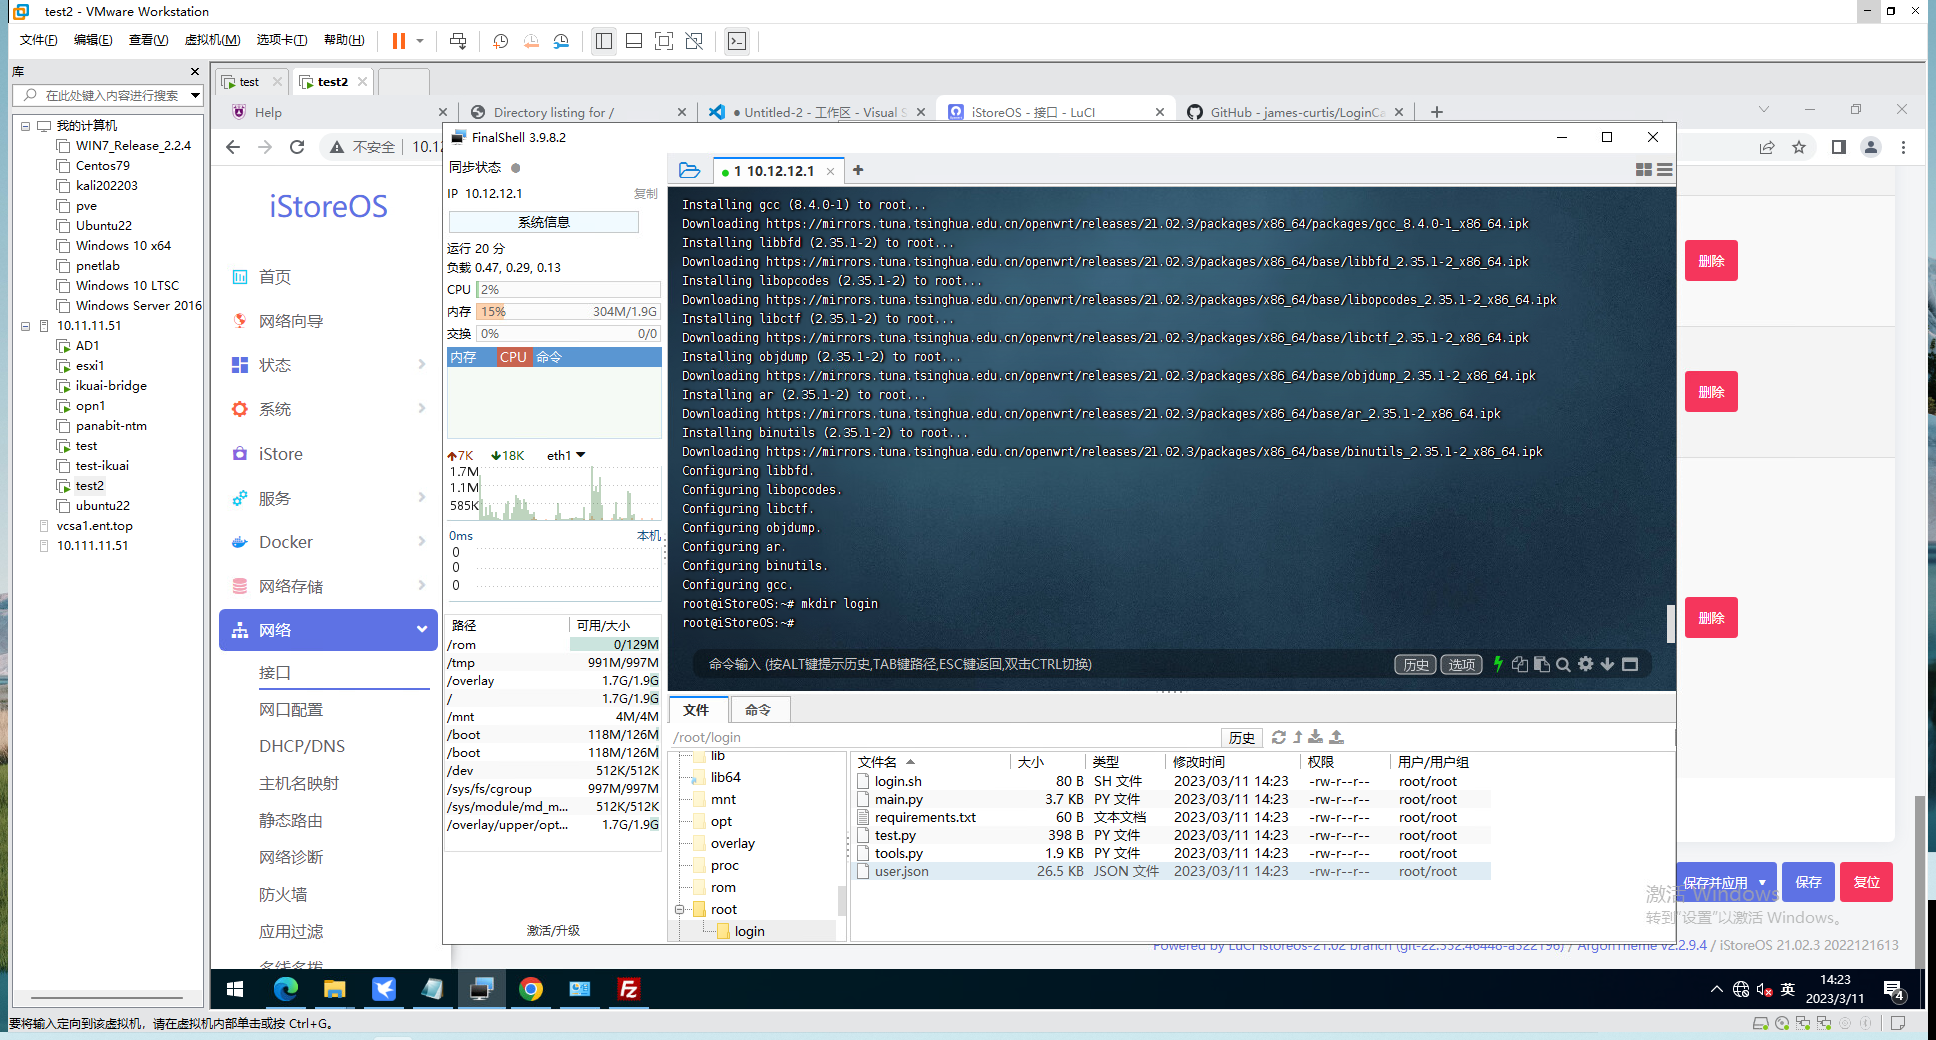 test2 - VMware Workstation
文件(F) 编辑(E) 查看(V) 虚拟机(M) 选项卡(T) 帮助(H)
库
在此处键入内容进行搜索
我的计算机
WIN7_Release_2.2.4
Centos79
kali202203
pve
Ubuntu22
Windows 10 x64
pnetlab
Windows 10 LTSC
Windows Server 2016
10.11.11.51
AD1
esxi1
ikuai-bridge
opn1
panabit-ntm
test
test-ikuai
test2
ubuntu22
vcsa1.ent.top
10.111.11.51
test
test2
Help
Directory listing for /
● Untitled-2 - 工作区 - Visual S
iStoreOS - 接口 - LuCI
GitHub - james-curtis/LoginCa
不安全 10.12
iStoreOS
首页
网络向导
状态
系统
iStore
服务
Docker
网络存储
网络
接口
网口配置
DHCP/DNS
主机名映射
静态路由
网络诊断
防火墙
应用过滤
多线多拨
FinalShell 3.9.8.2
同步状态
IP 10.12.12.1 复制
系统信息
运行 20 分
负载 0.47, 0.29, 0.13
CPU 2%
内存 15% 304M/1.9G
交换 0% 0/0
内存 CPU 命令
7K 18K eth1
1.7M
1.1M
585K
0ms 本机
0
0
0
路径 可用/大小
/rom 0/129M
/tmp 991M/997M
/overlay 1.7G/1.9G
/ 1.7G/1.9G
/mnt 4M/4M
/boot 118M/126M
/boot 118M/126M
/dev 512K/512K
/sys/fs/cgroup 997M/997M
/sys/module/md_m... 512K/512K
/overlay/upper/opt... 1.7G/1.9G
激活/升级
1 10.12.12.1
Installing gcc (8.4.0-1) to root...
Downloading https://mirrors.tuna.tsinghua.edu.cn/openwrt/releases/21.02.3/packages/x86_64/packages/gcc_8.4.0-1_x86_64.ipk
Installing libbfd (2.35.1-2) to root...
Downloading https://mirrors.tuna.tsinghua.edu.cn/openwrt/releases/21.02.3/packages/x86_64/base/libbfd_2.35.1-2_x86_64.ipk
Installing libopcodes (2.35.1-2) to root...
Downloading https://mirrors.tuna.tsinghua.edu.cn/openwrt/releases/21.02.3/packages/x86_64/base/libopcodes_2.35.1-2_x86_64.ipk
Installing libctf (2.35.1-2) to root...
Downloading https://mirrors.tuna.tsinghua.edu.cn/openwrt/releases/21.02.3/packages/x86_64/base/libctf_2.35.1-2_x86_64.ipk
Installing objdump (2.35.1-2) to root...
Downloading https://mirrors.tuna.tsinghua.edu.cn/openwrt/releases/21.02.3/packages/x86_64/base/objdump_2.35.1-2_x86_64.ipk
Installing ar (2.35.1-2) to root...
Downloading https://mirrors.tuna.tsinghua.edu.cn/openwrt/releases/21.02.3/packages/x86_64/base/ar_2.35.1-2_x86_64.ipk
Installing binutils (2.35.1-2) to root...
Downloading https://mirrors.tuna.tsinghua.edu.cn/openwrt/releases/21.02.3/packages/x86_64/base/binutils_2.35.1-2_x86_64.ipk
Configuring libbfd.
Configuring libopcodes.
Configuring libctf.
Configuring objdump.
Configuring ar.
Configuring binutils.
Configuring gcc.
root@iStoreOS:~# mkdir login
root@iStoreOS:~#
命令输入 (按ALT键提示历史,TAB键路径,ESC键返回,双击CTRL切换) 历史 选项
文件 命令
/root/login 历史
lib
lib64
mnt
opt
overlay
proc
rom
root
login
文件名 大小 类型 修改时间 权限 用户/用户组
login.sh 80 B SH 文件 2023/03/11 14:23 -rw-r--r-- root/root
main.py 3.7 KB PY 文件 2023/03/11 14:23 -rw-r--r-- root/root
requirements.txt 60 B 文本文档 2023/03/11 14:23 -rw-r--r-- root/root
test.py 398 B PY 文件 2023/03/11 14:23 -rw-r--r-- root/root
tools.py 1.9 KB PY 文件 2023/03/11 14:23 -rw-r--r-- root/root
user.json 26.5 KB JSON 文件 2023/03/11 14:23 -rw-r--r-- root/root
删除
删除
删除
保存并应用 保存 复位
激活 Windows
转到“设置”以激活 Windows。
Powered by LuCI istoreos-21.02 branch (git-22.352.46448-a522196) / ArgonTheme v2.2.9.4 / iStoreOS 21.02.3 2022121613
英
14:23
2023/3/11
4
要将输入定向到该虚拟机，请在虚拟机内部单击或按 Ctrl+G。